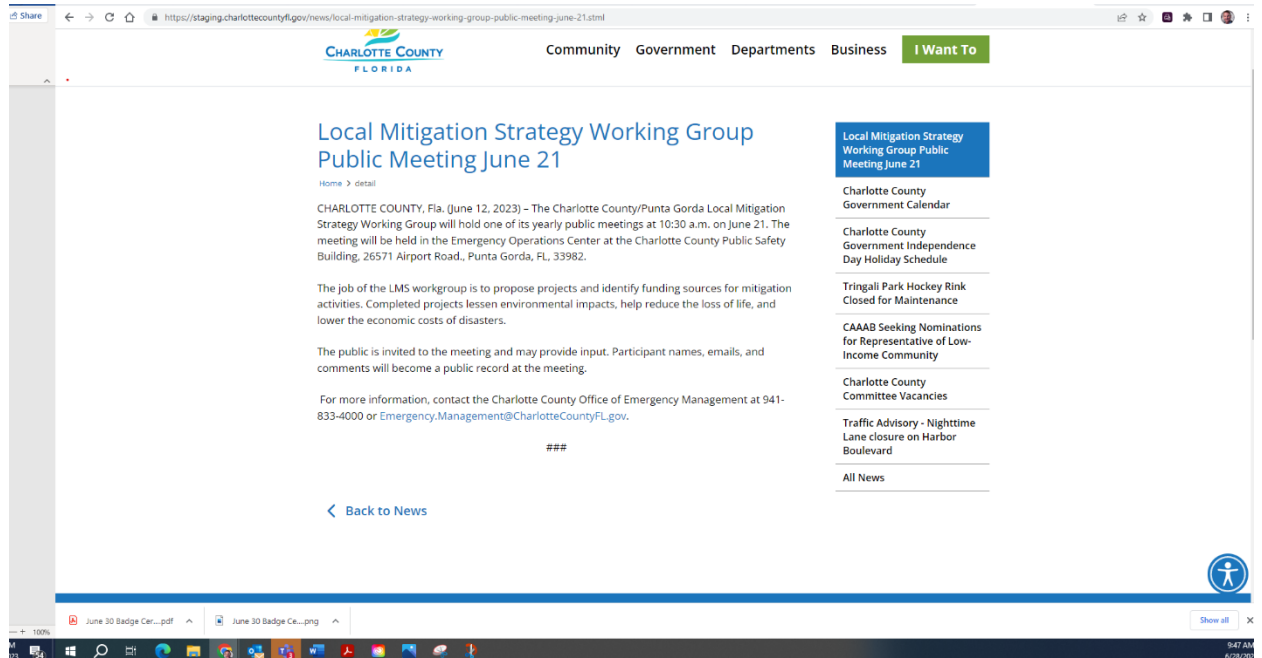 Share
https://staging.charlottecountyfl.gov/news/local-mitigation-strategy-working-group-public-meeting-june-21.stml
CHARLOTTE COUNTY
FLORIDA
Community Government Departments Business I Want To
Local Mitigation Strategy Working Group
Public Meeting June 21
Home > detail
CHARLOTTE COUNTY, Fla. (June 12, 2023) – The Charlotte County/Punta Gorda Local Mitigation
Strategy Working Group will hold one of its yearly public meetings at 10:30 a.m. on June 21. The
meeting will be held in the Emergency Operations Center at the Charlotte County Public Safety
Building, 26571 Airport Road., Punta Gorda, FL, 33982.
The job of the LMS workgroup is to propose projects and identify funding sources for mitigation
activities. Completed projects lessen environmental impacts, help reduce the loss of life, and
lower the economic costs of disasters.
The public is invited to the meeting and may provide input. Participant names, emails, and
comments will become a public record at the meeting.
For more information, contact the Charlotte County Office of Emergency Management at 941-
833-4000 or Emergency.Management@CharlotteCountyFL.gov.
###
Back to News
Local Mitigation Strategy
Working Group Public
Meeting June 21
Charlotte County
Government Calendar
Charlotte County
Government Independence
Day Holiday Schedule
Tringali Park Hockey Rink
Closed for Maintenance
CAAAB Seeking Nominations
for Representative of Low-
Income Community
Charlotte County
Committee Vacancies
Traffic Advisory - Nighttime
Lane closure on Harbor
Boulevard
All News
June 30 Badge Cer....pdf
June 30 Badge Ce...png
Show all
100%
9:47 AM
6/28/202